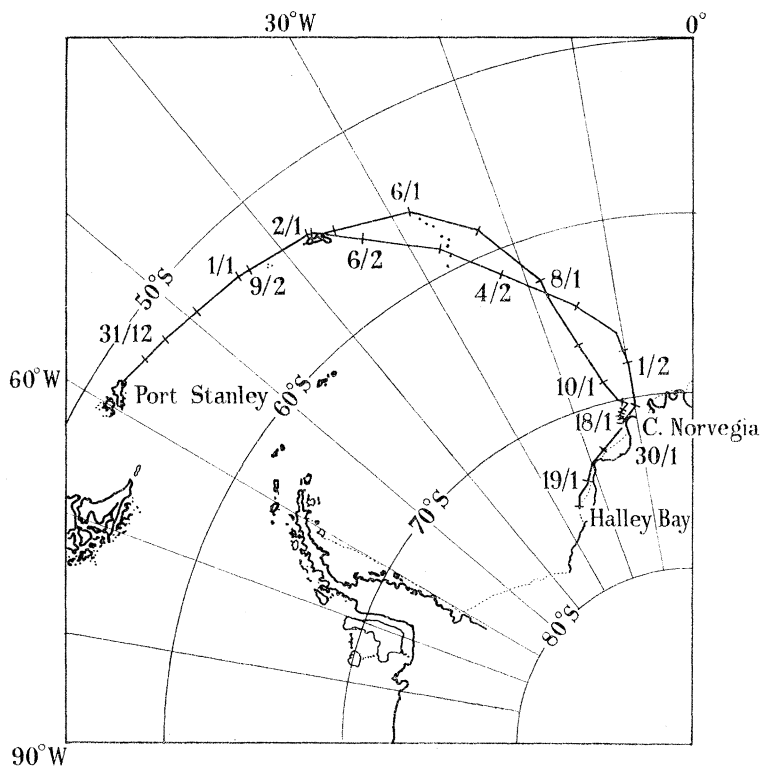 30°W
0°
6/1
2/1
6/2
1/1
9/2
8/1
4/2
50°S
31/12
60°W
Port Stanley
60°S
1/2
10/1
18/1
C. Norvegia
30/1
19/1
70°S
Halley Bay
80°S
90°W